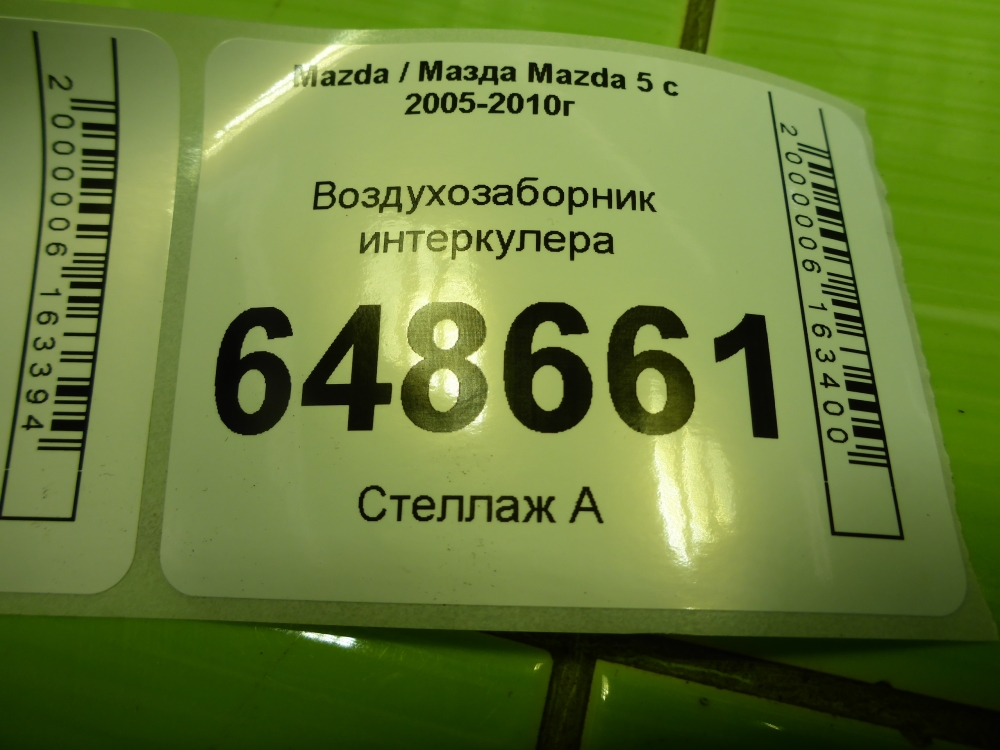 2000006163394
Mazda / Мазда Mazda 5 с
2005-2010г
Воздухозаборник
интеркулера
648661
Стеллаж А
2000006163400